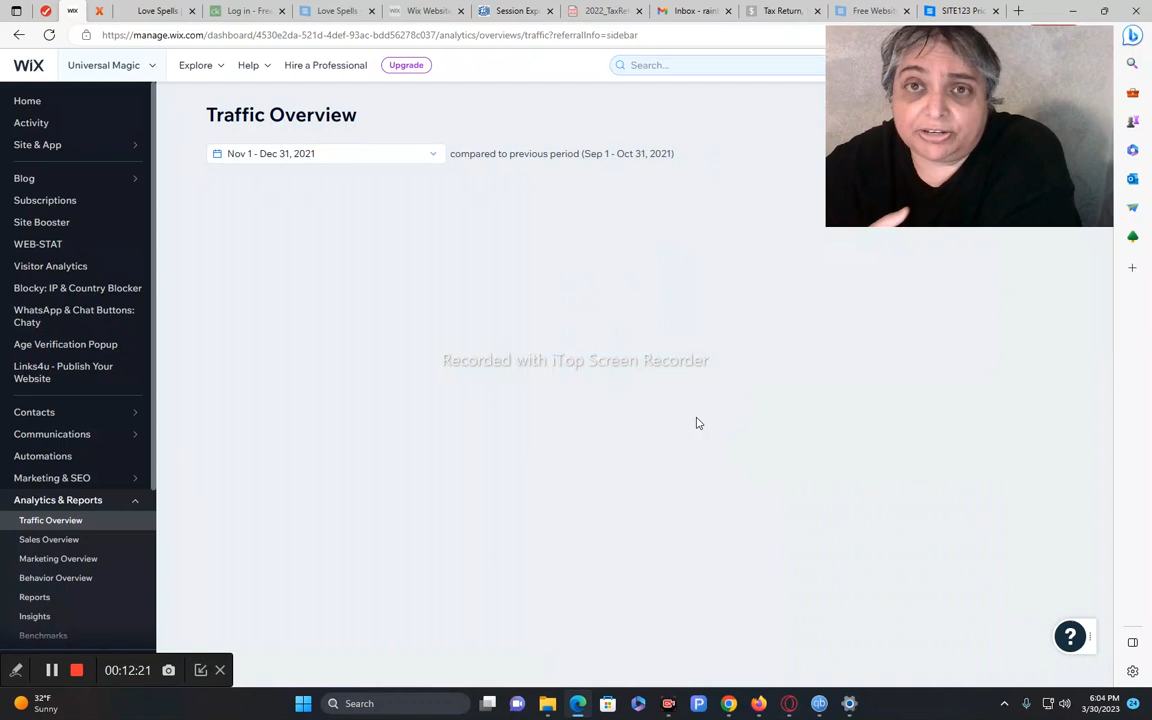 Love Spells
Log in - Free
Love Spells
Wix Website
Session Exp
2022_TaxRe
Inbox - rain
Tax Return,
Free Websit
SITE123 Pric
https://manage.wix.com/dashboard/4530e2da-521d-4def-93ac-bdd56278c037/analytics/overviews/traffic?referralInfo=sidebar
WiX
Universal Magic
Explore
Help
Hire a Professional
Upgrade
Search...
Home
Activity
Site & App
Blog
Subscriptions
Site Booster
WEB-STAT
Visitor Analytics
Blocky: IP & Country Blocker
WhatsApp & Chat Buttons:
Chaty
Age Verification Popup
Links4u - Publish Your
Website
Contacts
Communications
Automations
Marketing & SEO
Analytics & Reports
Traffic Overview
Sales Overview
Marketing Overview
Behavior Overview
Reports
Insights
Benchmarks
Traffic Overview
Nov 1 - Dec 31, 2021
compared to previous period (Sep 1 - Oct 31, 2021)
Recorded with iTop Screen Recorder
?
00:12:21
32°F
Sunny
Search
6:04 PM
3/30/2023
24